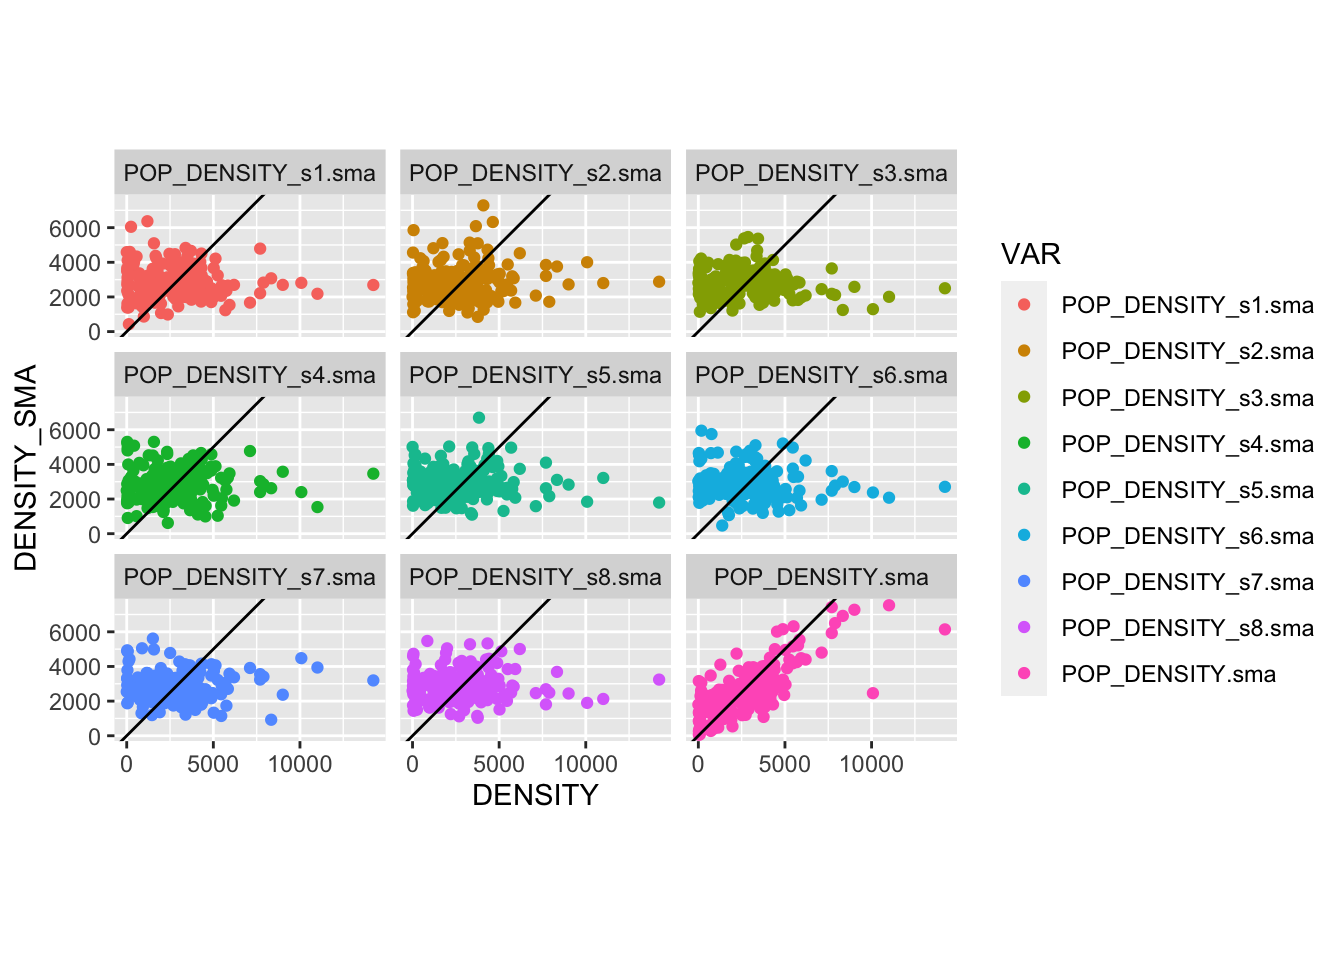 POP_DENSITY_s1.sma POP_DENSITY_s2.sma POP_DENSITY_s3.sma
6000
4000
2000
0
POP_DENSITY_s4.sma POP_DENSITY_s5.sma POP_DENSITY_s6.sma
6000
4000
2000
0
POP_DENSITY_s7.sma POP_DENSITY_s8.sma POP_DENSITY.sma
6000
4000
2000
0
0 5000 10000 0 5000 10000 0 5000 10000
DENSITY
DENSITY_SMA
VAR
POP_DENSITY_s1.sma
POP_DENSITY_s2.sma
POP_DENSITY_s3.sma
POP_DENSITY_s4.sma
POP_DENSITY_s5.sma
POP_DENSITY_s6.sma
POP_DENSITY_s7.sma
POP_DENSITY_s8.sma
POP_DENSITY.sma